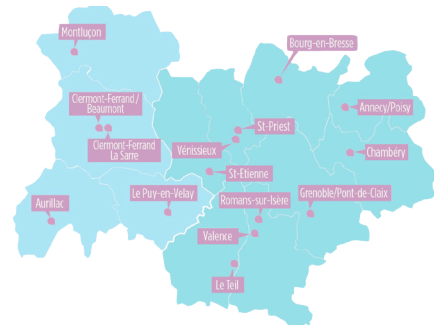 Montluçon
Bourg-en-Bresse
Clermont-Ferrand /
Beaumont
Annecy/Poisy
St-Priest
Clermont-Ferrand
La Sarre
Vénissieux
Chambéry
St-Etienne
Le Puy-en-Velay
Grenoble/Pont-de-Claix
Aurillac
Romans-sur-Isère
Valence
Le Teil